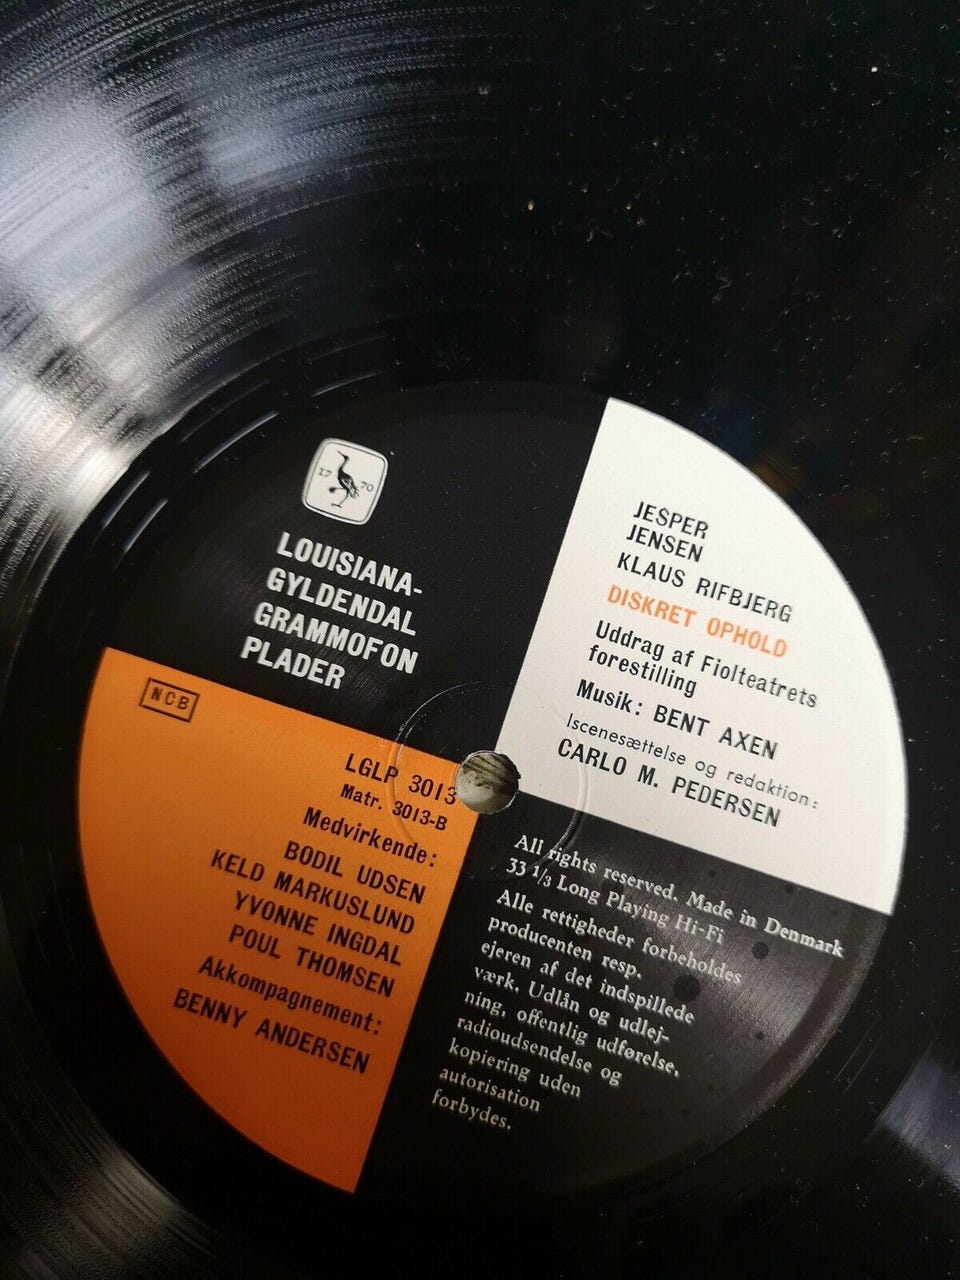 17 70
LOUISIANA-
GYLDENDAL
GRAMMOFON
PLADER
JESPER
JENSEN
KLAUS RIFBJERG
DISKRET OPHOLD
Uddrag af Fiolteatrets
forestilling
Musik: BENT AXEN
Iscenesættelse og redaktion:
CARLO M. PEDERSEN
NCB
LGLP 3013
Matr. 3013-B
Medvirkende:
BODIL UDSEN
KELD MARKUSLUND
YVONNE INGDAL
POUL THOMSEN
Akkompagnement:
BENNY ANDERSEN
All rights reserved. Made in Denmark
33 1/3 Long Playing Hi-Fi
Alle rettigheder forbeholdes
producenten resp.
ejeren af det indspillede
værk. Udlån og udlej-
ning, offentlig udførelse,
radioudsendelse og
kopiering uden
autorisation
forbydes.